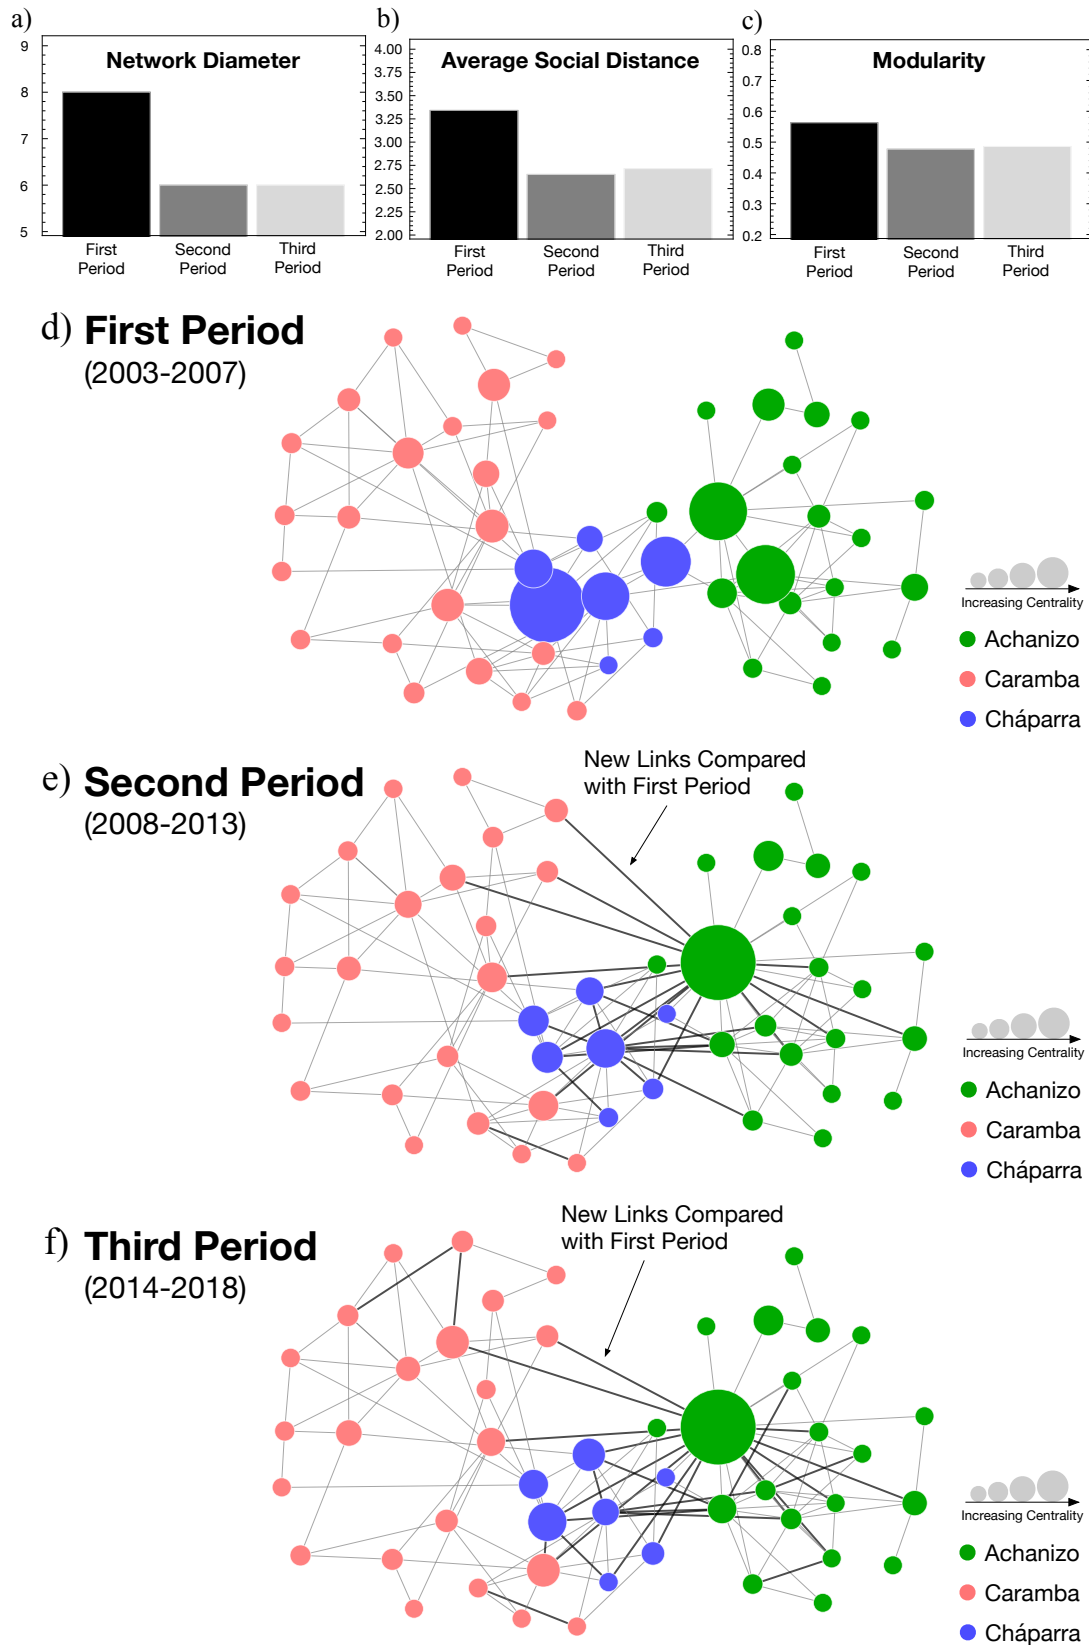 a)
Network Diameter
9
8
7
6
5
First Period
Second Period
Third Period
b)
Average Social Distance
4.00
3.75
3.50
3.25
3.00
2.75
2.50
2.25
2.00
First Period
Second Period
Third Period
c)
Modularity
0.8
0.7
0.6
0.5
0.4
0.3
0.2
First Period
Second Period
Third Period
d) First Period
(2003-2007)
Increasing Centrality
Achanizo
Caramba
Cháparra
e) Second Period
(2008-2013)
New Links Compared
with First Period
Increasing Centrality
Achanizo
Caramba
Cháparra
f) Third Period
(2014-2018)
New Links Compared
with First Period
Increasing Centrality
Achanizo
Caramba
Cháparra